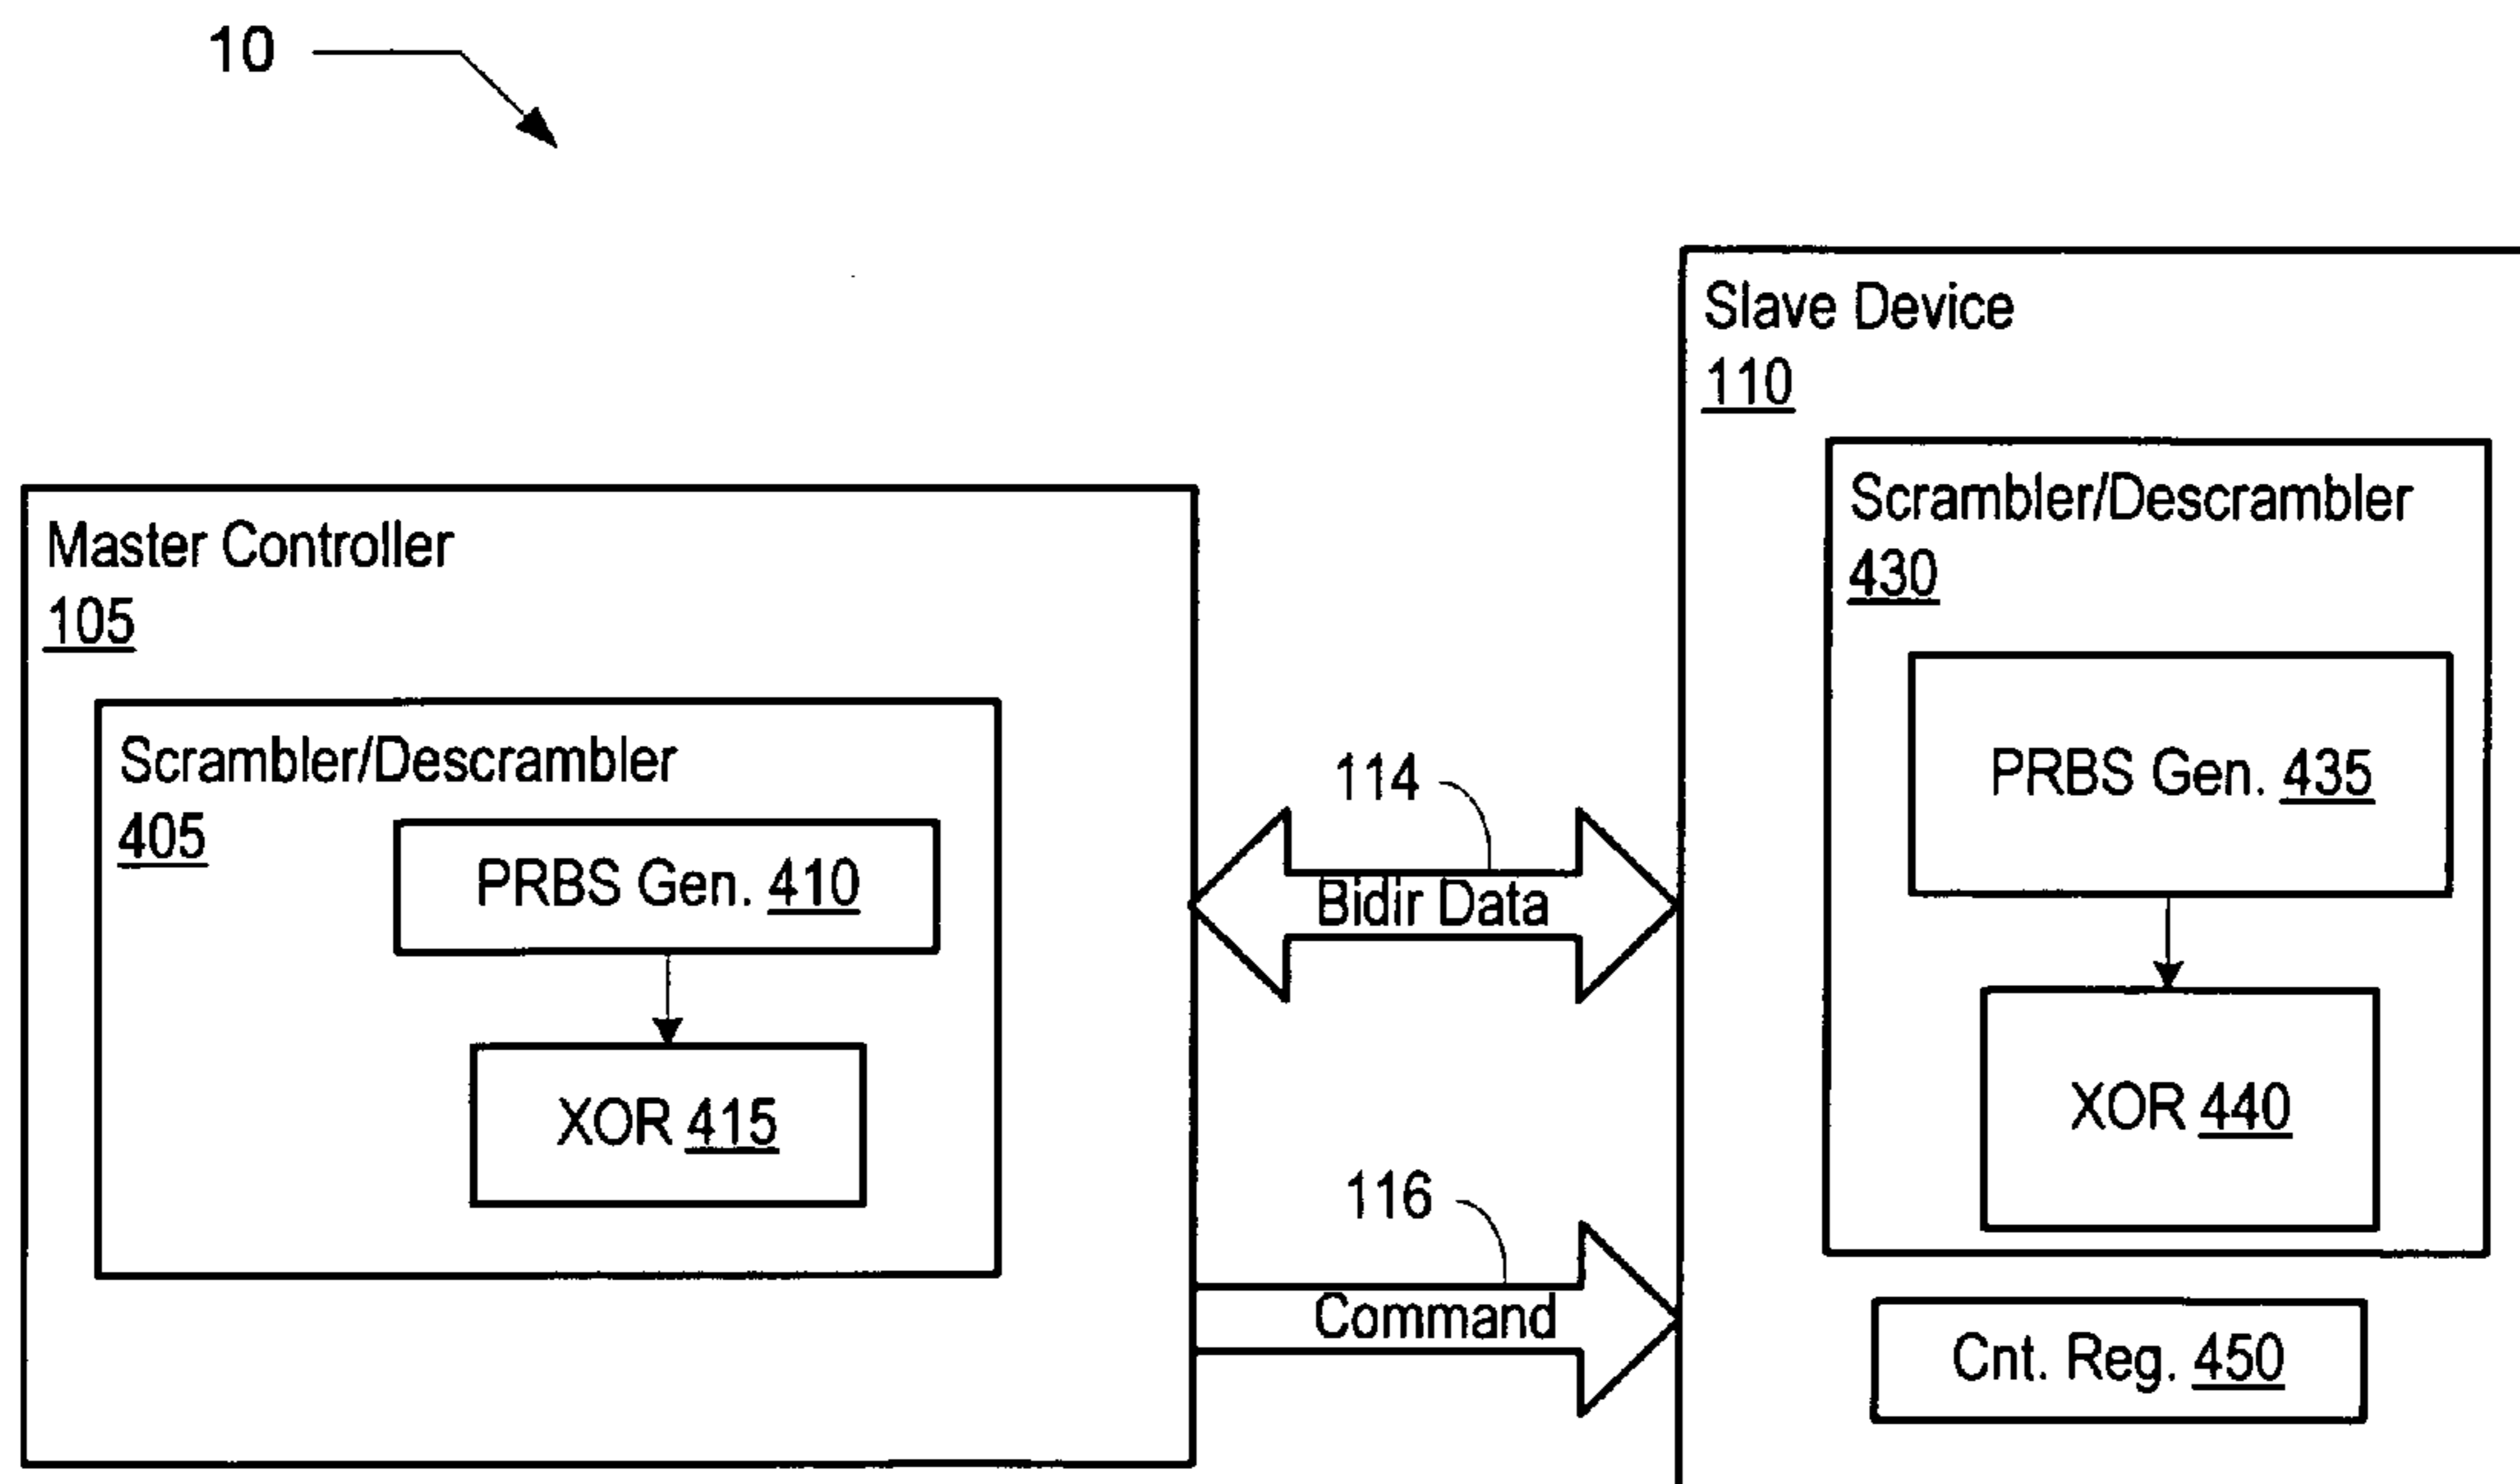 10
Slave Device
110
Scrambler/Descrambler
430
PRBS Gen. 435
XOR 440
Cnt. Reg. 450
Master Controller
105
Scrambler/Descrambler
405
PRBS Gen. 410
XOR 415
114
Bidir Data
116
Command